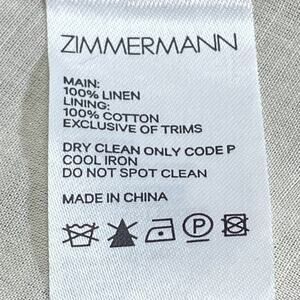 ZIMMERMANN
MAIN:
100% LINEN
LINING:
100% COTTON
EXCLUSIVE OF TRIMS
DRY CLEAN ONLY CODE P
COOL IRON
DO NOT SPOT CLEAN
MADE IN CHINA
P